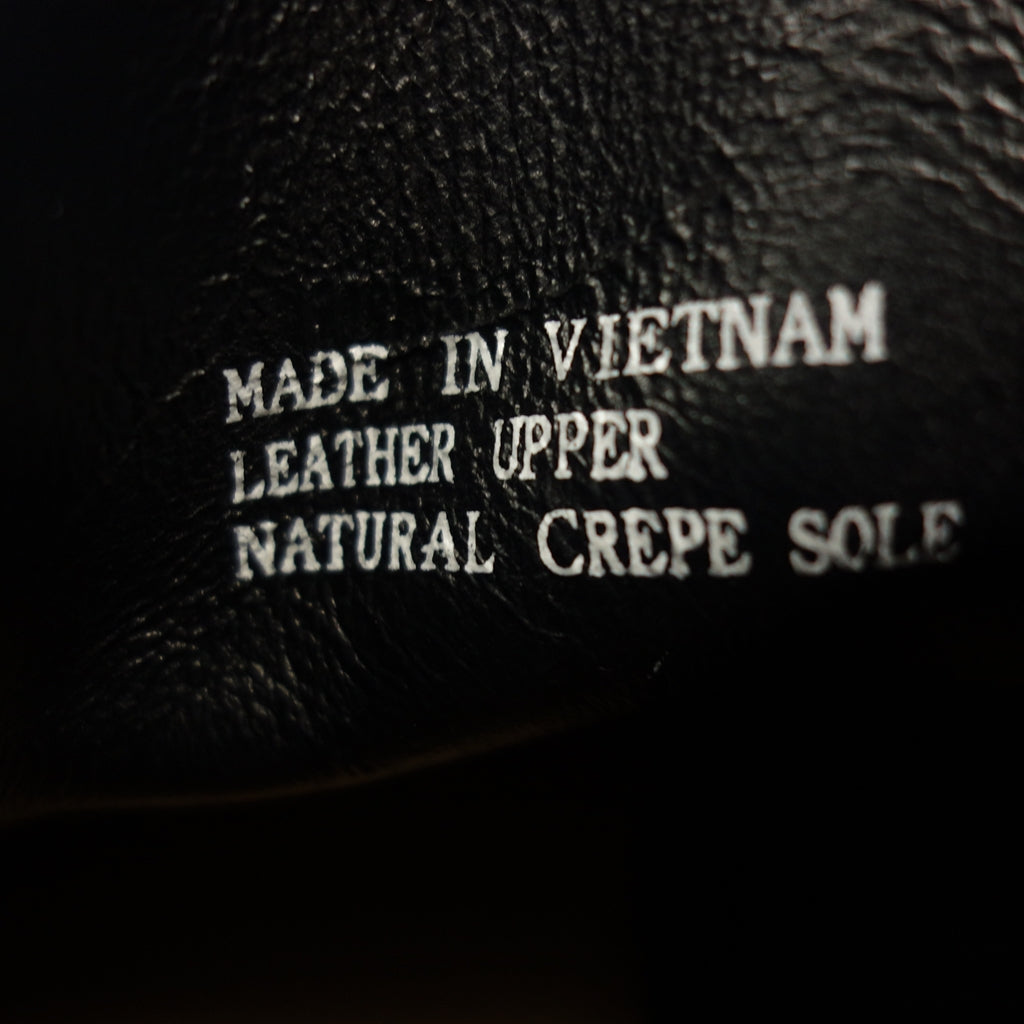 MADE IN VIETNAM
LEATHER UPPER
NATURAL CREPE SOLE